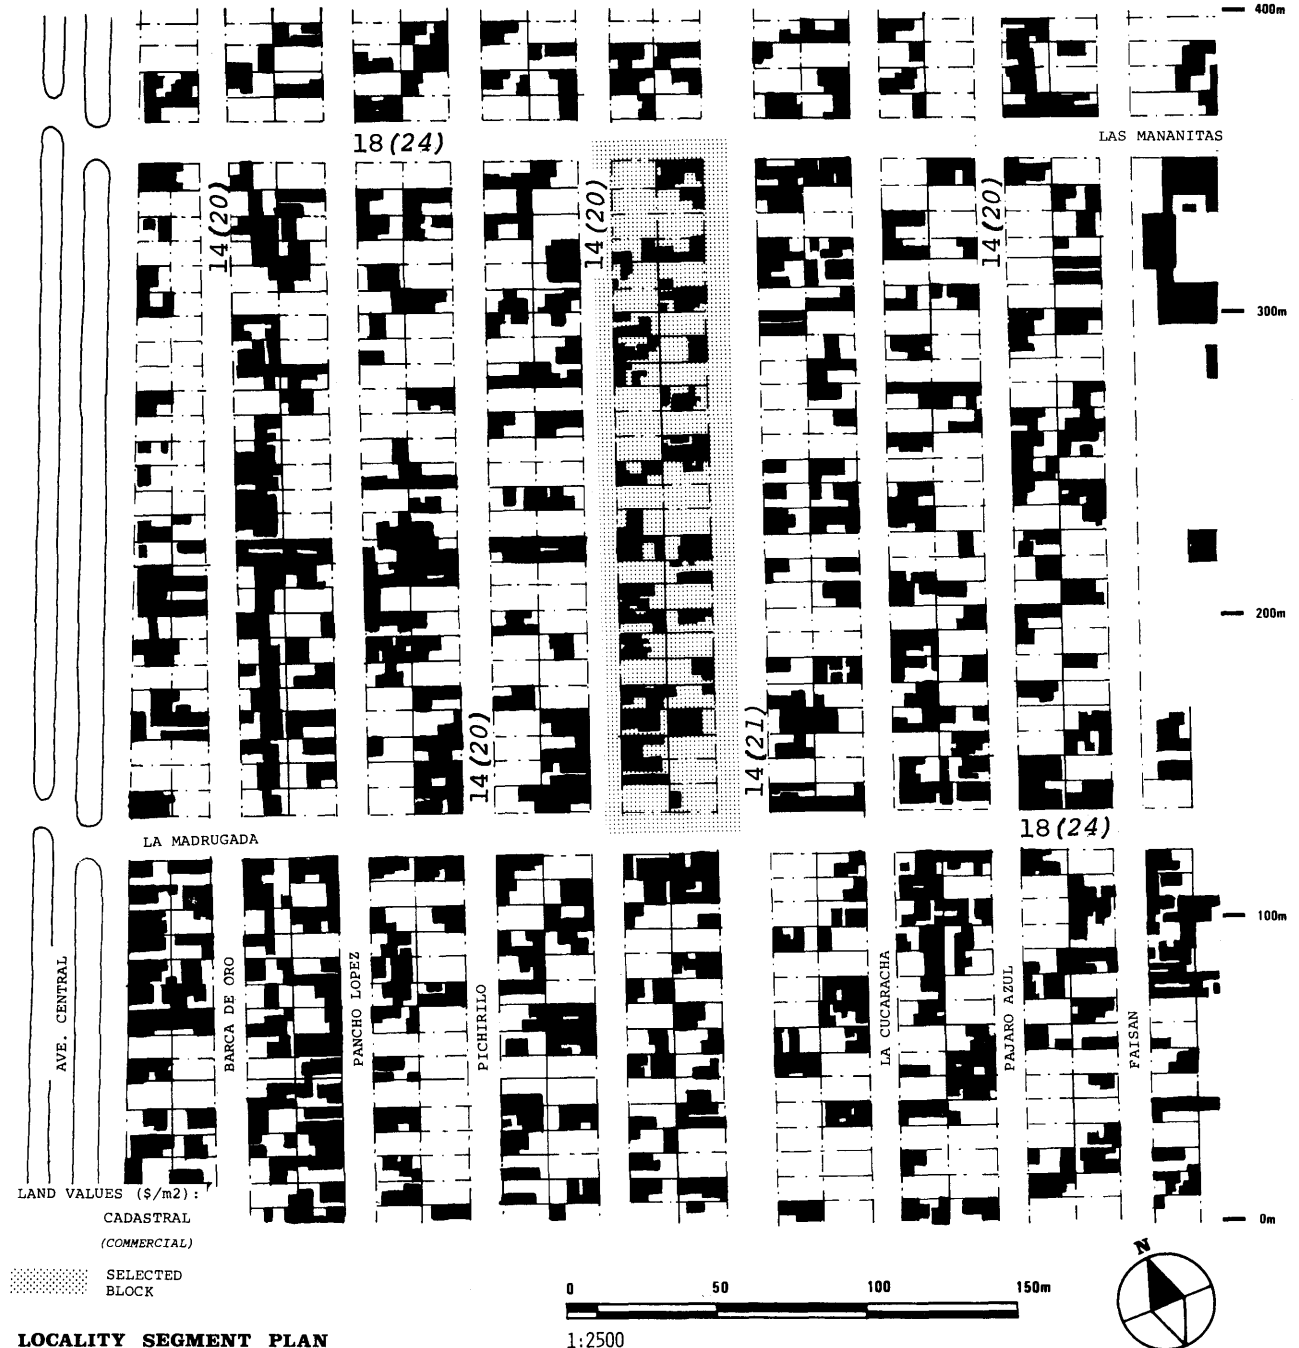 400m
LAS MANANITAS
18 (24)
14 (20)
14 (20)
14 (20)
300m
200m
14 (20)
14 (21)
18 (24)
LA MADRUGADA
100m
AVE. CENTRAL
BARCA DE ORO
PANCHO LOPEZ
PICHIRILO
LA CUCARACHA
PAJARO AZUL
FAISAN
LAND VALUES ($/m2):
CADASTRAL
(COMMERCIAL)
0m
N
SELECTED
BLOCK
0 50 100 150m
1:2500
LOCALITY SEGMENT PLAN